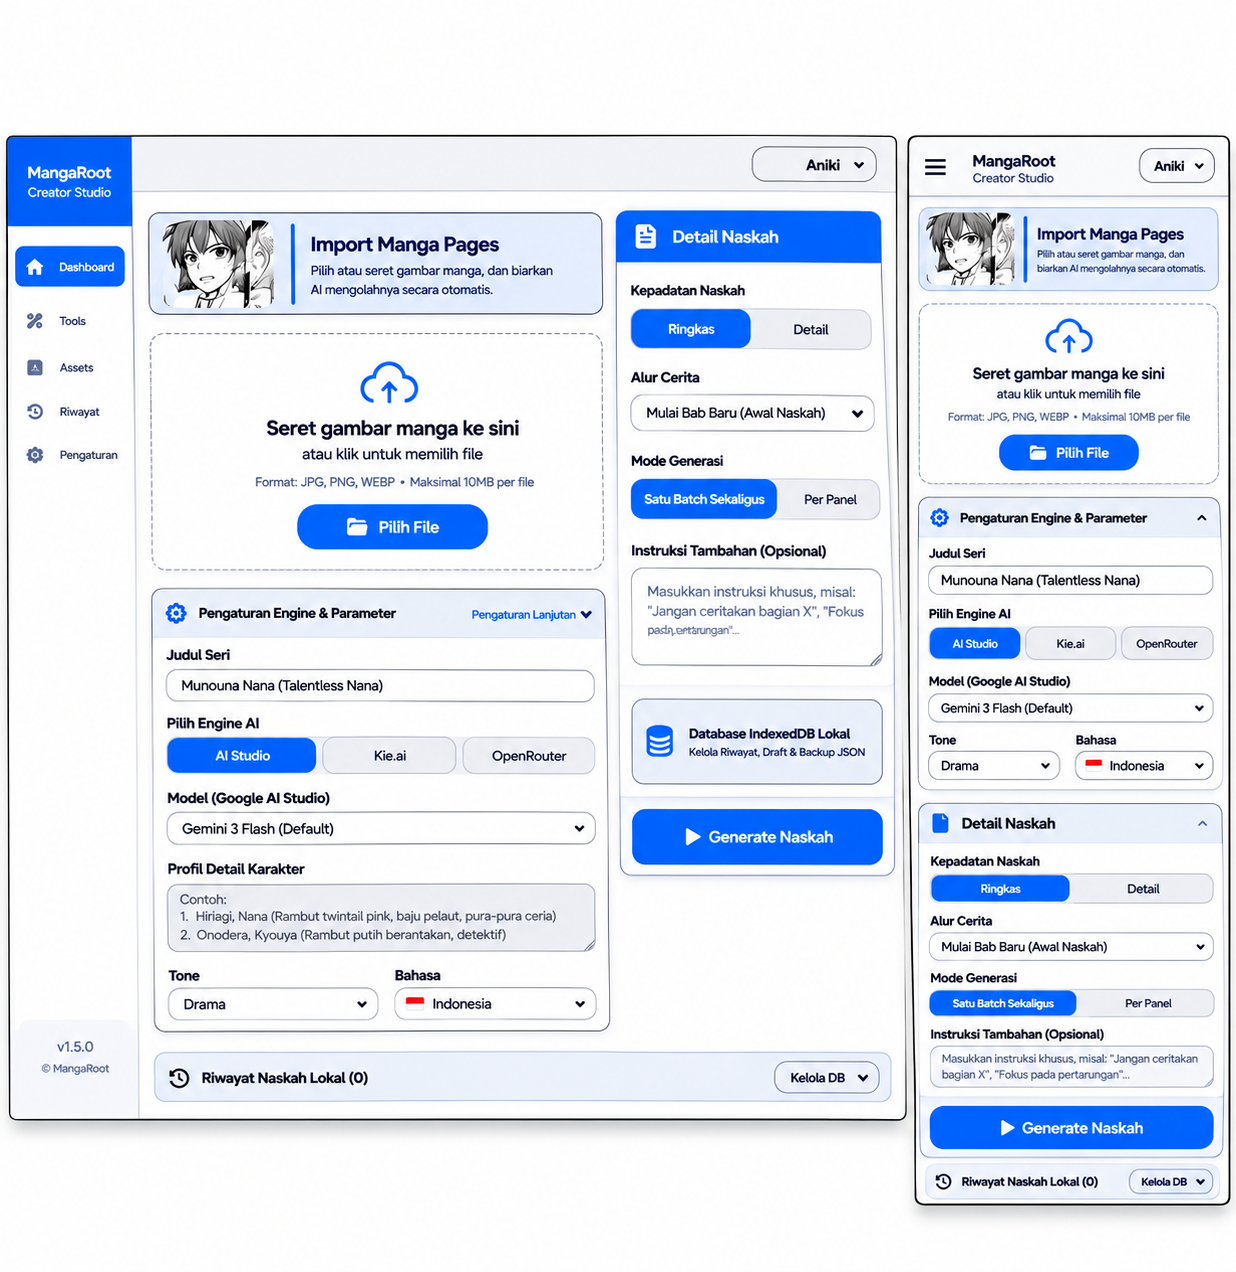 MangaRoot
Creator Studio
Dashboard
Tools
Assets
Riwayat
Pengaturan
v1.5.0
© MangaRoot
Aniki
Import Manga Pages
Pilih atau seret gambar manga, dan biarkan
AI mengolahnya secara otomatis.
Seret gambar manga ke sini
atau klik untuk memilih file
Format: JPG, PNG, WEBP • Maksimal 10MB per file
Pilih File
Pengaturan Engine & Parameter
Pengaturan Lanjutan
Judul Seri
Munouna Nana (Talentless Nana)
Pilih Engine AI
AI Studio
Kie.ai
OpenRouter
Model (Google AI Studio)
Gemini 3 Flash (Default)
Profil Detail Karakter
Contoh:
1. Hiriagi, Nana (Rambut twintail pink, baju pelaut, pura-pura ceria)
2. Onodera, Kyouya (Rambut putih berantakan, detektif)
Tone
Bahasa
Drama
Indonesia
Detail Naskah
Kepadatan Naskah
Ringkas
Detail
Alur Cerita
Mulai Bab Baru (Awal Naskah)
Mode Generasi
Satu Batch Sekaligus
Per Panel
Instruksi Tambahan (Opsional)
Masukkan instruksi khusus, misal:
"Jangan ceritakan bagian X", "Fokus
pada pertarungan"...
Database IndexedDB Lokal
Kelola Riwayat, Draft & Backup JSON
Generate Naskah
Riwayat Naskah Lokal (0)
Kelola DB
MangaRoot
Creator Studio
Aniki
Import Manga Pages
Pilih atau seret gambar manga, dan
biarkan AI mengolahnya secara otomatis.
Seret gambar manga ke sini
atau klik untuk memilih file
Format: JPG, PNG, WEBP • Maksimal 10MB per file
Pilih File
Pengaturan Engine & Parameter
Judul Seri
Munouna Nana (Talentless Nana)
Pilih Engine AI
AI Studio
Kie.ai
OpenRouter
Model (Google AI Studio)
Gemini 3 Flash (Default)
Tone
Bahasa
Drama
Indonesia
Detail Naskah
Kepadatan Naskah
Ringkas
Detail
Alur Cerita
Mulai Bab Baru (Awal Naskah)
Mode Generasi
Satu Batch Sekaligus
Per Panel
Instruksi Tambahan (Opsional)
Masukkan instruksi khusus, misal: "Jangan ceritakan
bagian X", "Fokus pada pertarungan"...
Generate Naskah
Riwayat Naskah Lokal (0)
Kelola DB